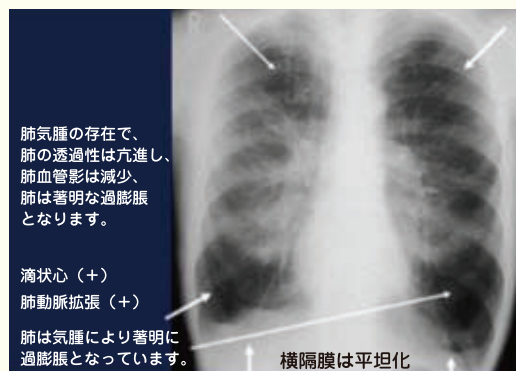 肺気腫の存在で、
肺の透過性は亢進し、
肺血管影は減少、
肺は著明な過膨脹
となります。
滴状心（+）
肺動脈拡張（+）
肺は気腫により著明に
過膨脹となっています。
横隔膜は平坦化